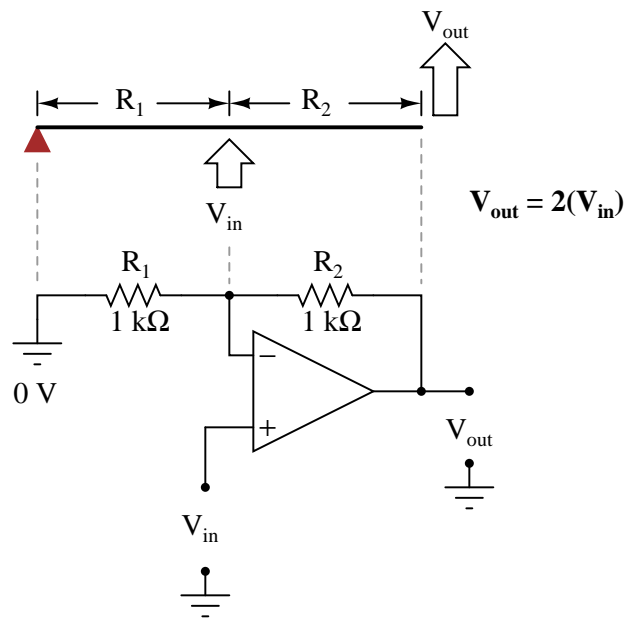 V_out
R_1 R_2
V_in
V_out = 2(V_in)
R_1 R_2
1 kΩ 1 kΩ
−
0 V
+
V_out
V_in